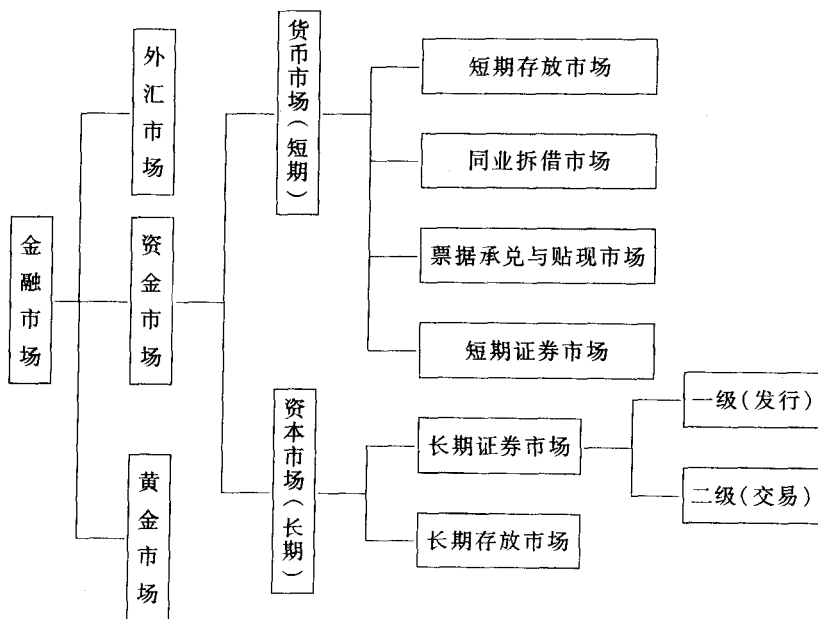 金融市场
外汇市场
资金市场
黄金市场
货币市场(短期)
资本市场(长期)
短期存放市场
同业拆借市场
票据承兑与贴现市场
短期证券市场
长期证券市场
长期存放市场
一级(发行)
二级(交易)